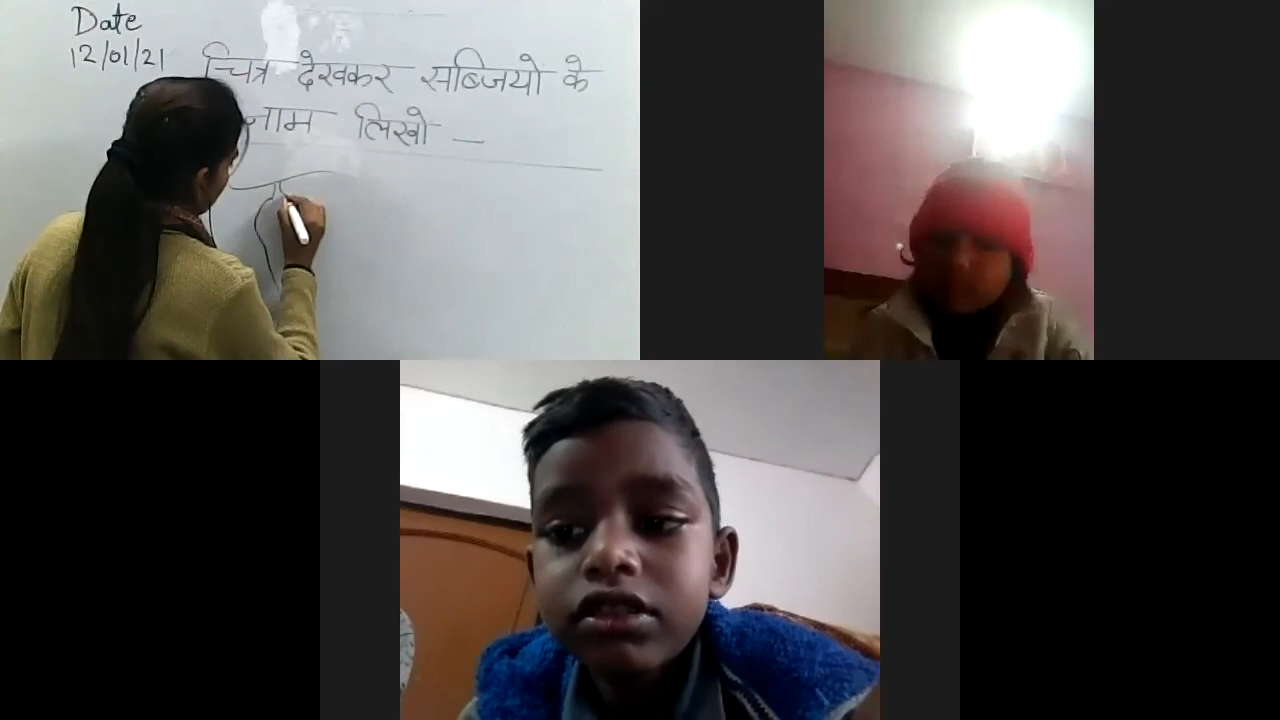 Date
12/01/21
चित्र देखकर सब्जियो के
नाम लिखो —